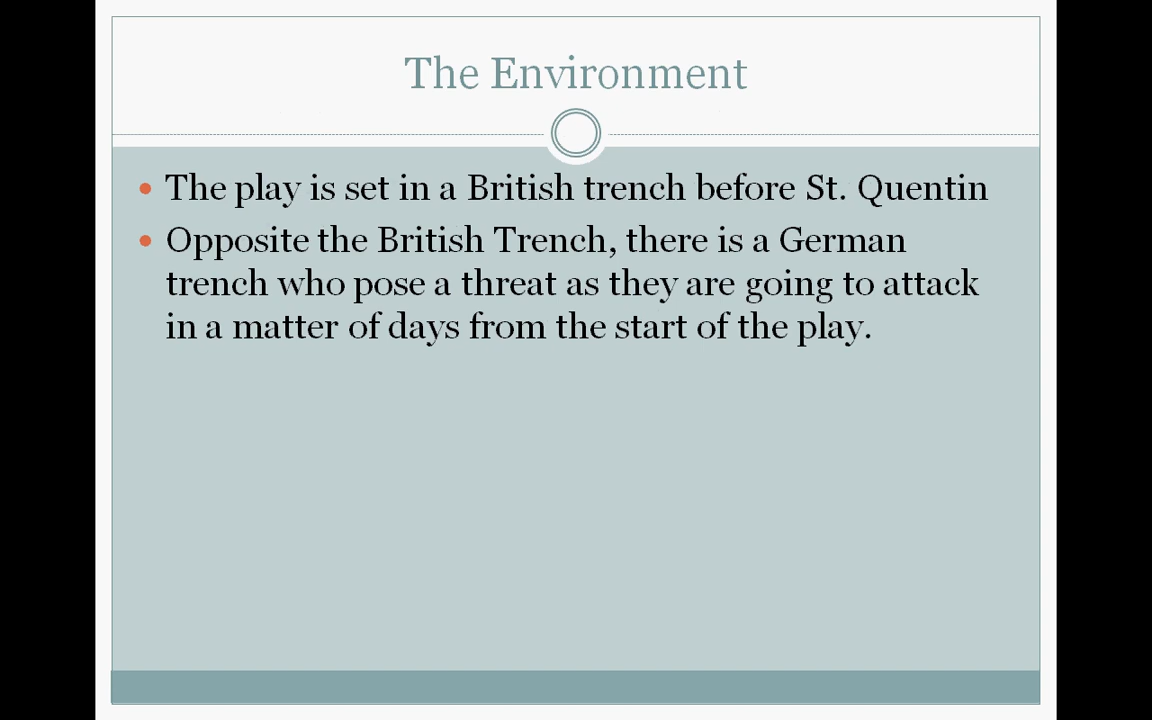 The Environment
• The play is set in a British trench before St. Quentin
• Opposite the British Trench, there is a German
trench who pose a threat as they are going to attack
in a matter of days from the start of the play.